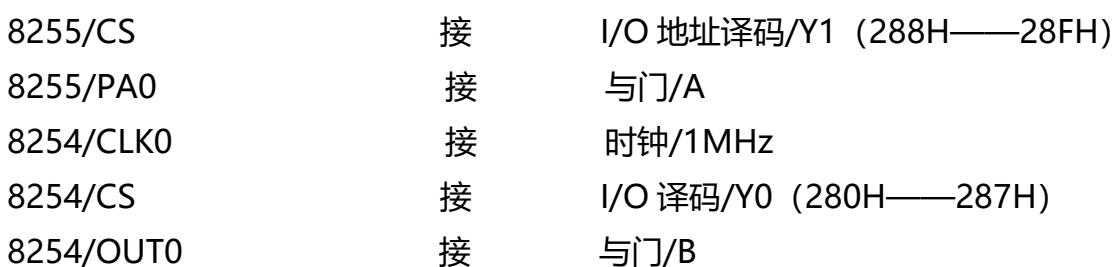 8255/CS 接 I/O 地址译码/Y1（288H——28FH）
8255/PA0 接 与门/A
8254/CLK0 接 时钟/1MHz
8254/CS 接 I/O 译码/Y0（280H——287H）
8254/OUT0 接 与门/B